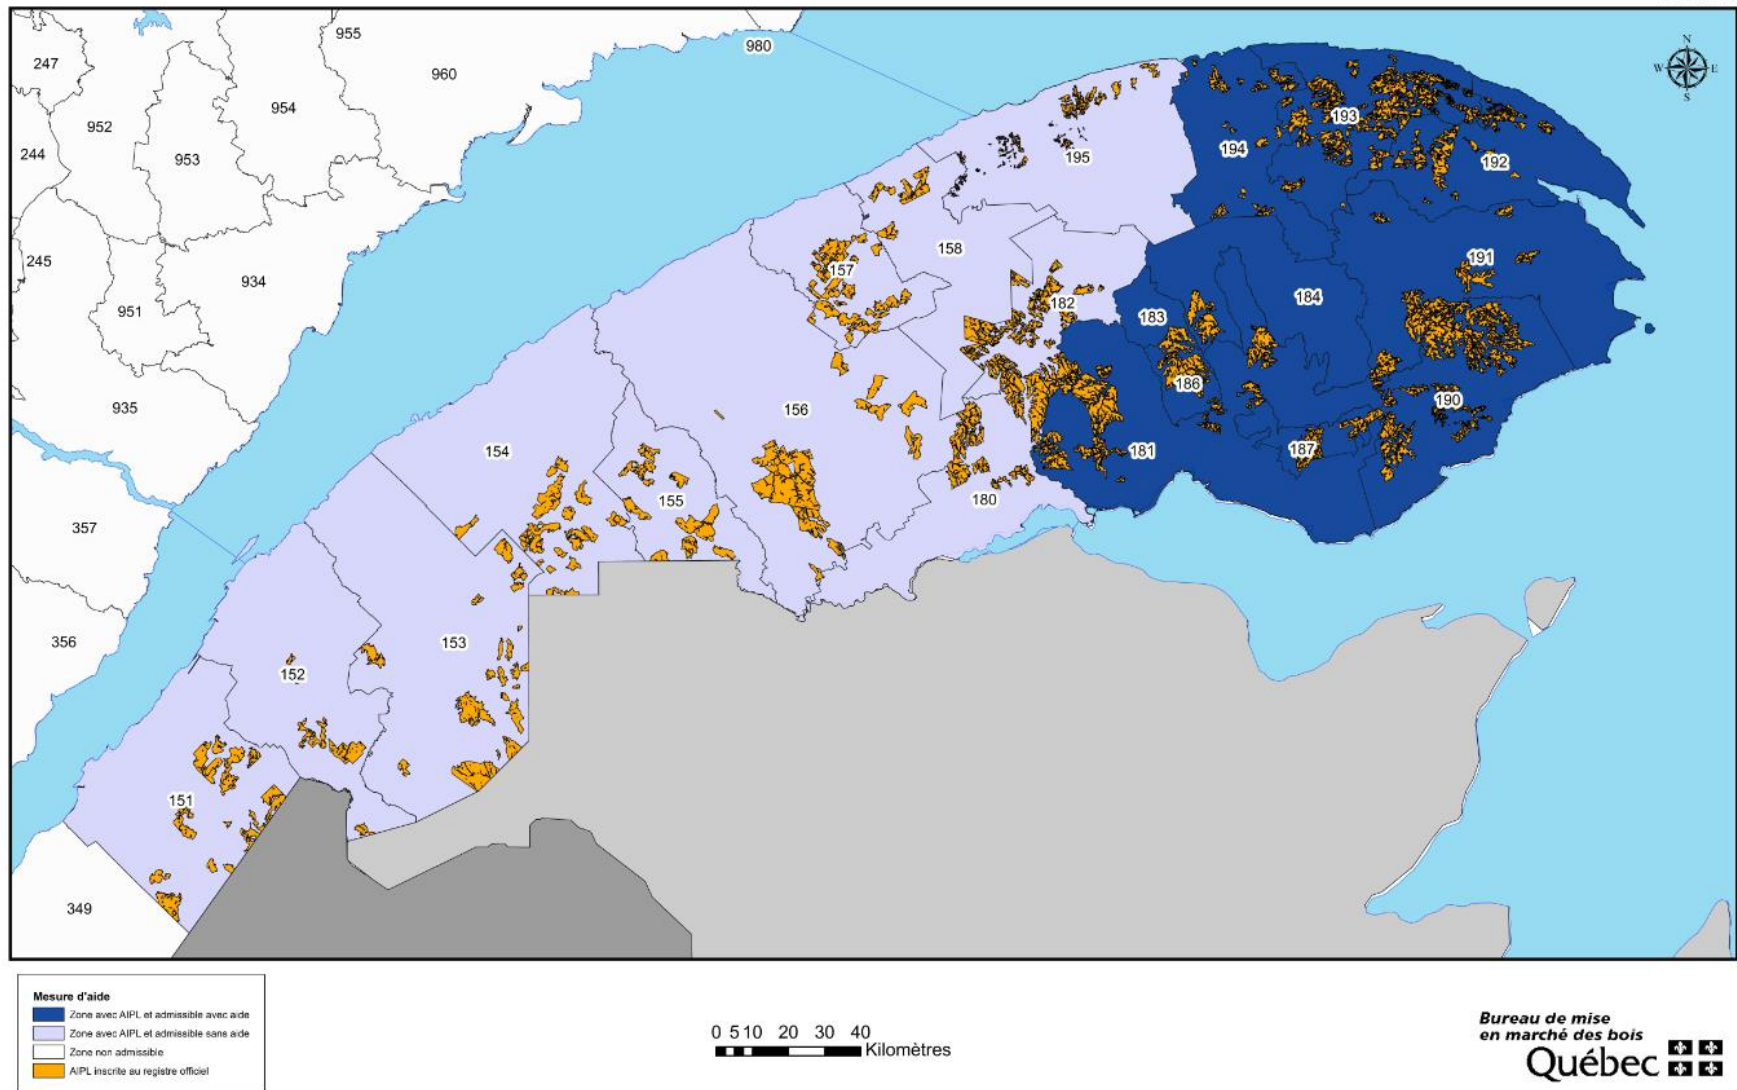 955
980
247
960
N
W E
S
954
952
193
953
244
194
195
192
158
191
245
157
934
184
182
951
183
186
156
190
935
154
181
187
155
180
357
153
356
152
151
349
Mesure d'aide
Zone avec AIPL et admissible avec aide
Zone avec AIPL et admissible sans aide
Zone non admissible
AIPL inscrite au registre officiel
0 5 10 20 30 40
Kilomètres
Bureau de mise
en marché des bois
Québec